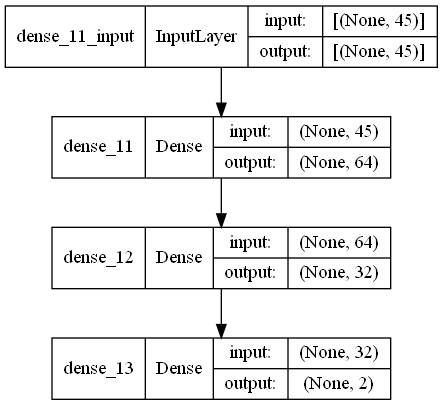 dense_11_input InputLayer input: [(None, 45)]
output: [(None, 45)]
dense_11 Dense input: (None, 45)
output: (None, 64)
dense_12 Dense input: (None, 64)
output: (None, 32)
dense_13 Dense input: (None, 32)
output: (None, 2)